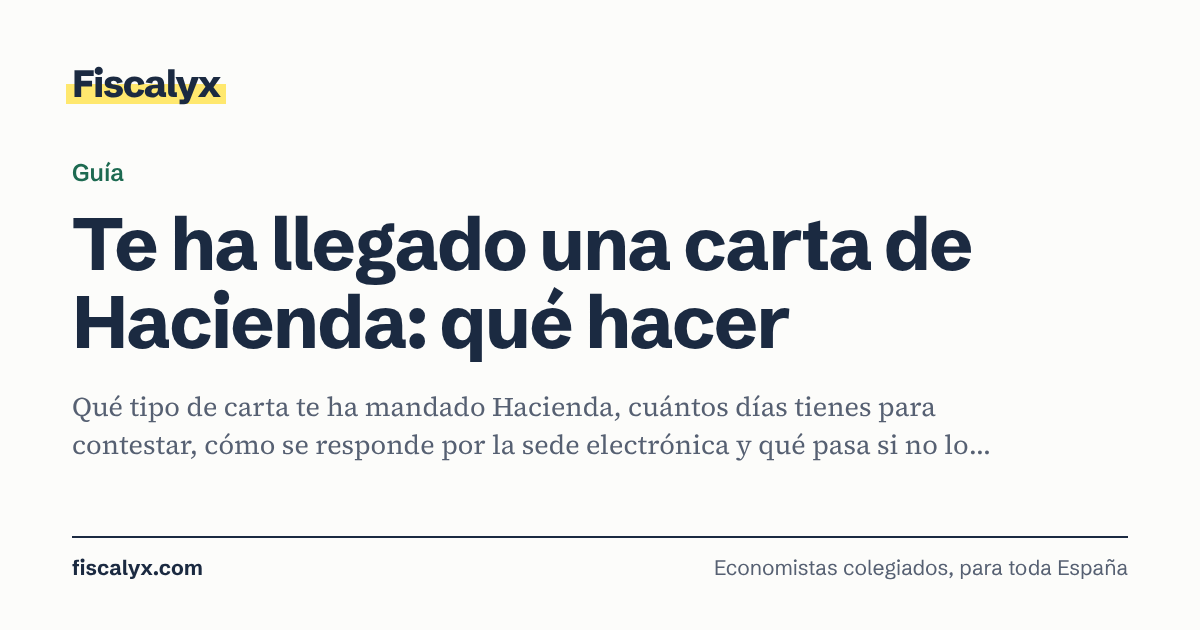 Fiscalyx
Guía
Te ha llegado una carta de
Hacienda: qué hacer
Qué tipo de carta te ha mandado Hacienda, cuántos días tienes para
contestar, cómo se responde por la sede electrónica y qué pasa si no lo...
fiscalyx.com
Economistas colegiados, para toda España